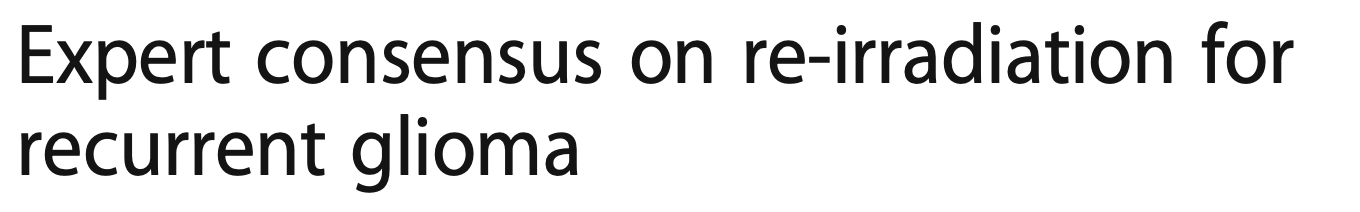 Expert consensus on re-irradiation for
recurrent glioma